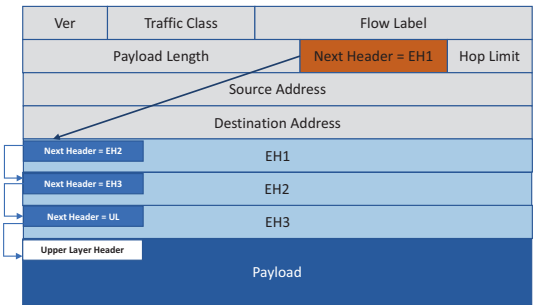 Ver Traffic Class Flow Label
Payload Length Next Header = EH1 Hop Limit
Source Address
Destination Address
Next Header = EH2 EH1
Next Header = EH3 EH2
Next Header = UL EH3
Upper Layer Header
Payload